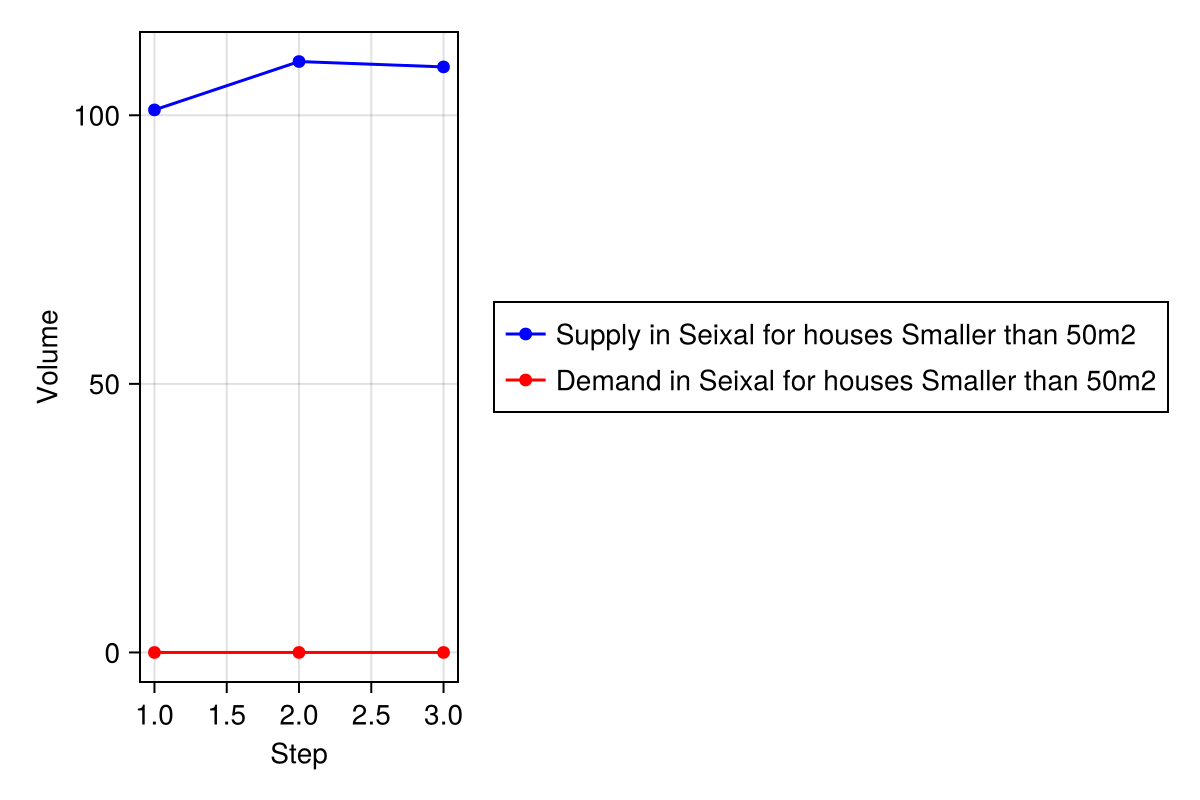 100
50
0
Volume
1.0 1.5 2.0 2.5 3.0
Step
Supply in Seixal for houses Smaller than 50m2
Demand in Seixal for houses Smaller than 50m2